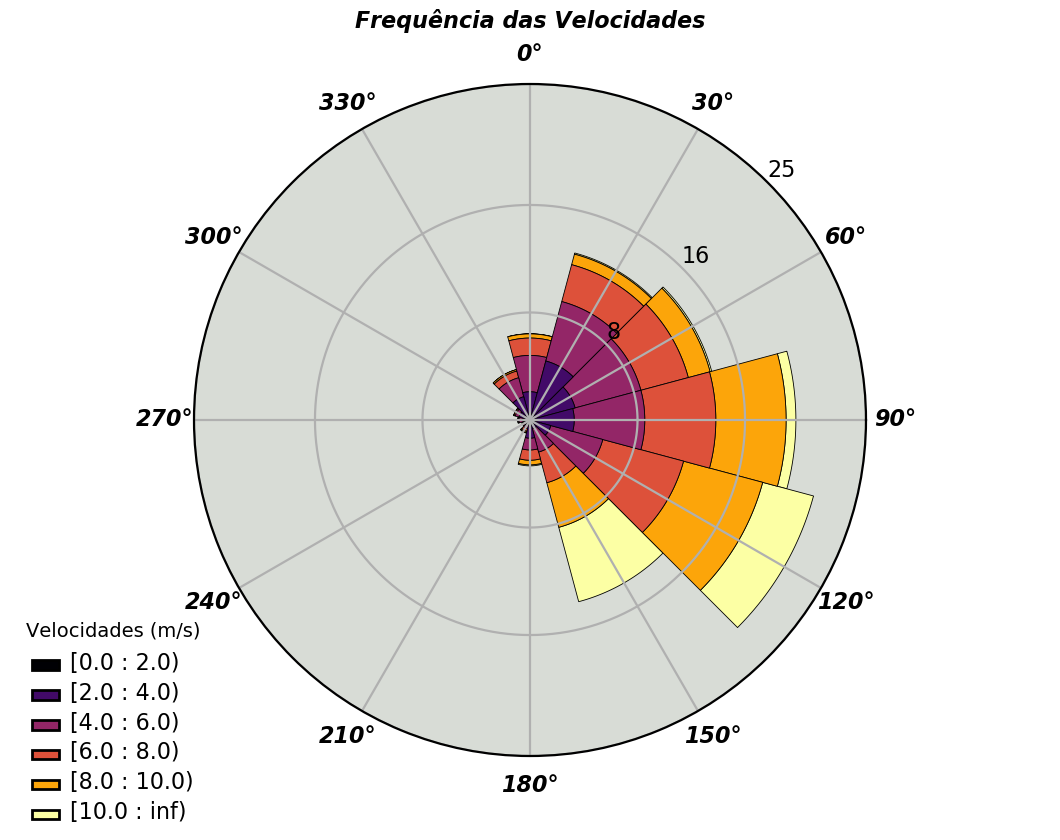 Frequência das Velocidades
0°
330°
30°
25
300°
60°
16
8
270°
90°
240°
120°
210°
150°
180°
Velocidades (m/s)
[0.0 : 2.0)
[2.0 : 4.0)
[4.0 : 6.0)
[6.0 : 8.0)
[8.0 : 10.0)
[10.0 : inf)